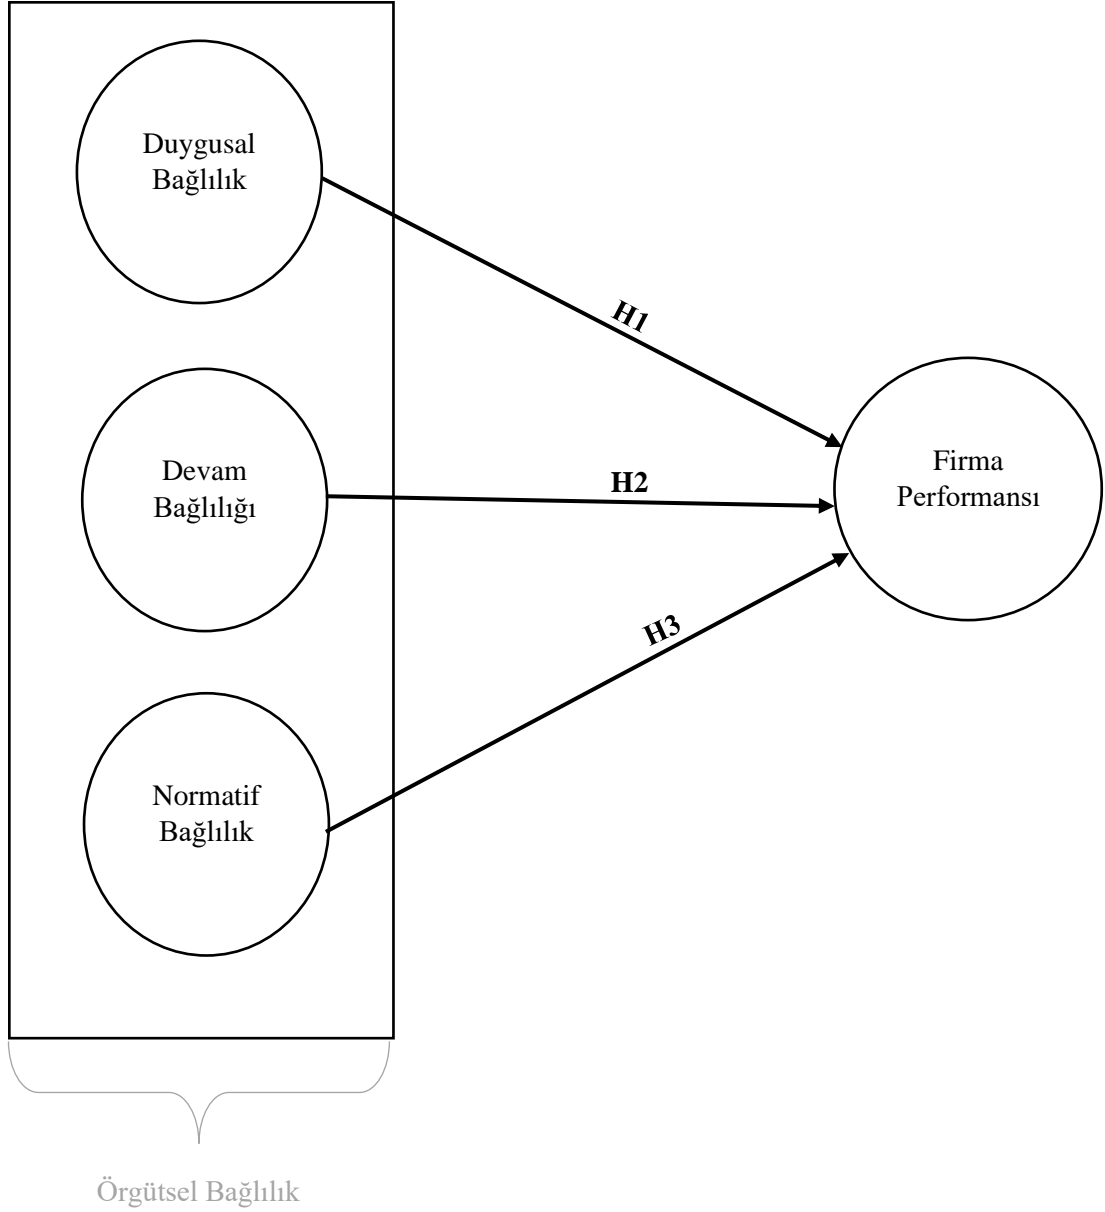 Duygusal
Bağlılık
H1
Devam
Bağlılığı
H2
Firma
Performansı
H3
Normatif
Bağlılık
Örgütsel Bağlılık